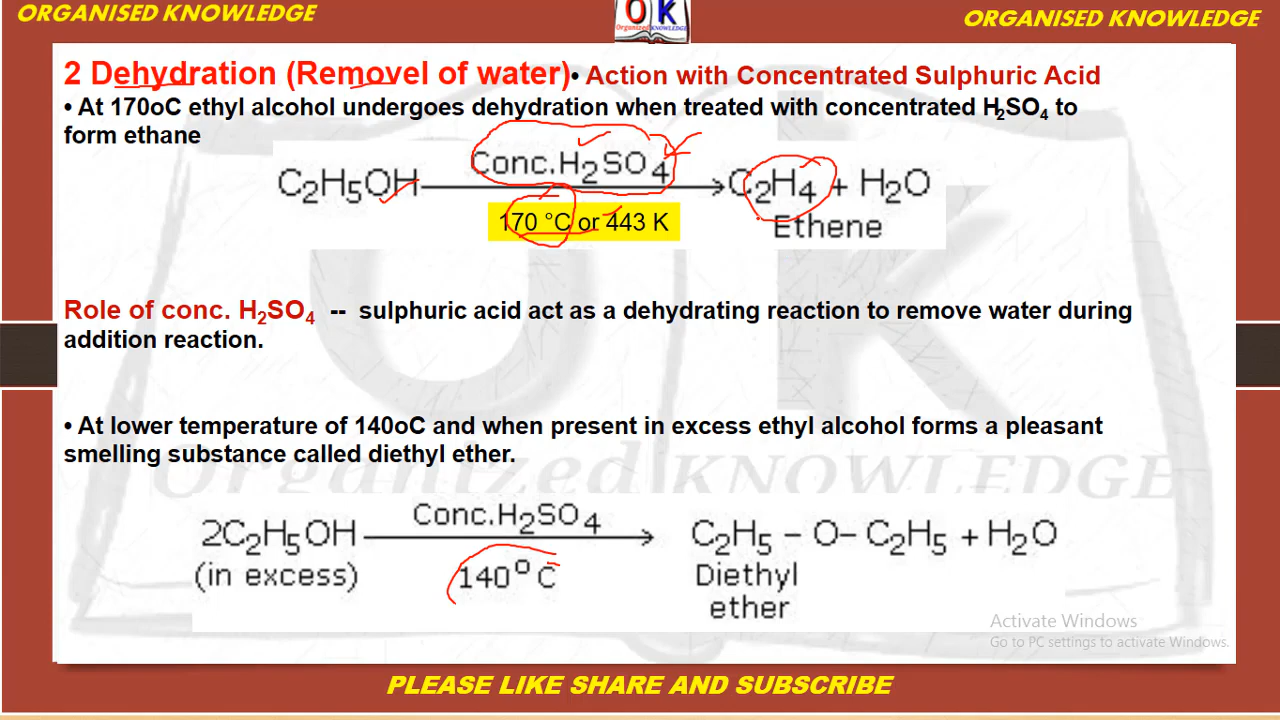 ORGANISED KNOWLEDGE
OK
Organized KNOWLEDGE
ORGANISED KNOWLEDGE
2 Dehydration (Removel of water)• Action with Concentrated Sulphuric Acid
• At 170oC ethyl alcohol undergoes dehydration when treated with concentrated H₂SO₄ to
form ethane
Conc.H₂SO₄
C₂H₅OH → C₂H₄ + H₂O
170 °C or 443 K
Ethene
Role of conc. H₂SO₄ -- sulphuric acid act as a dehydrating reaction to remove water during
addition reaction.
• At lower temperature of 140oC and when present in excess ethyl alcohol forms a pleasant
smelling substance called diethyl ether.
Organized KNOWLEDGE
Conc.H₂SO₄
2C₂H₅OH → C₂H₅ – O– C₂H₅ + H₂O
(in excess) 140°C Diethyl
ether
Activate Windows
Go to PC settings to activate Windows.
PLEASE LIKE SHARE AND SUBSCRIBE